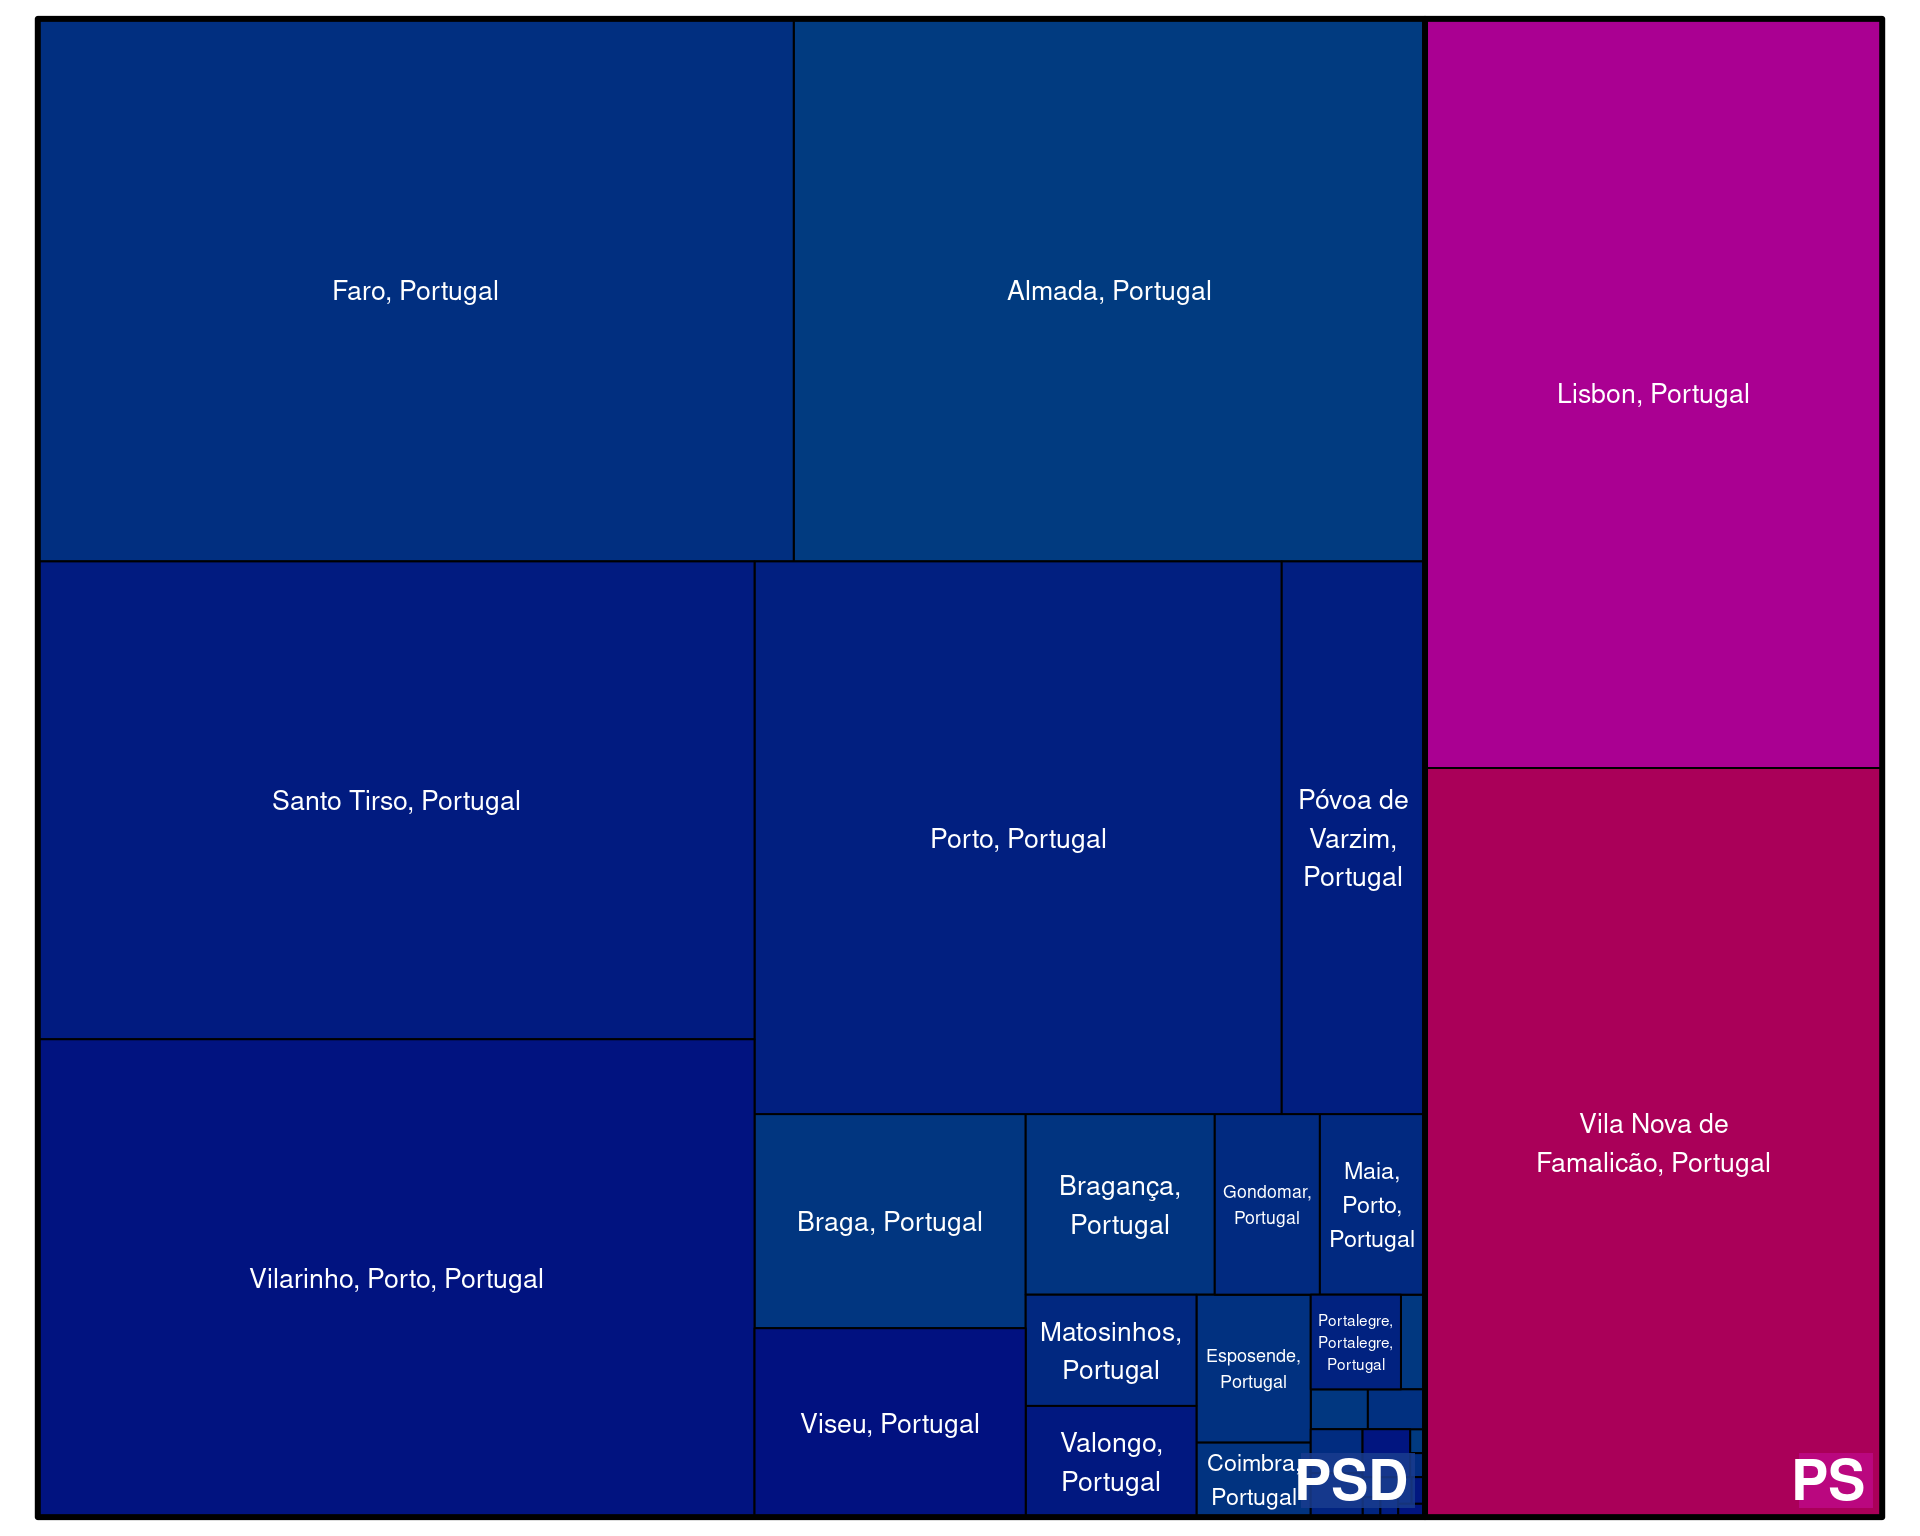 Faro, Portugal
Almada, Portugal
Lisbon, Portugal
Santo Tirso, Portugal
Porto, Portugal
Póvoa de
Varzim,
Portugal
Vila Nova de
Famalicão, Portugal
Vilarinho, Porto, Portugal
Braga, Portugal
Bragança,
Portugal
Gondomar,
Portugal
Maia,
Porto,
Portugal
Viseu, Portugal
Matosinhos,
Portugal
Esposende,
Portugal
Portalegre,
Portalegre,
Portugal
Valongo,
Portugal
Coimbra,
Portugal
PSD
PS